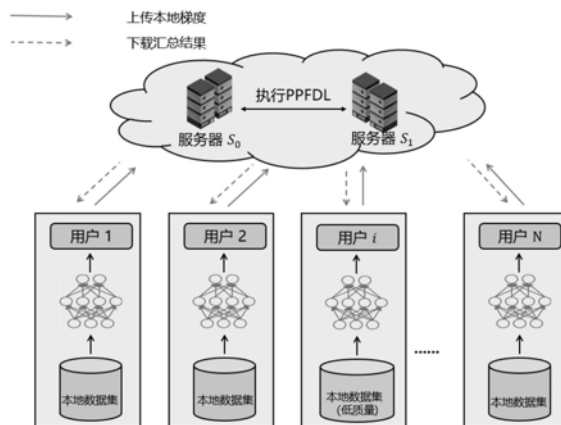 上传本地梯度
下载汇总结果
执行PPFDL
服务器 S₀
服务器 S₁
用户 1
用户 2
用户 i
用户 N
本地数据集
本地数据集
本地数据集
(低质量)
......
本地数据集